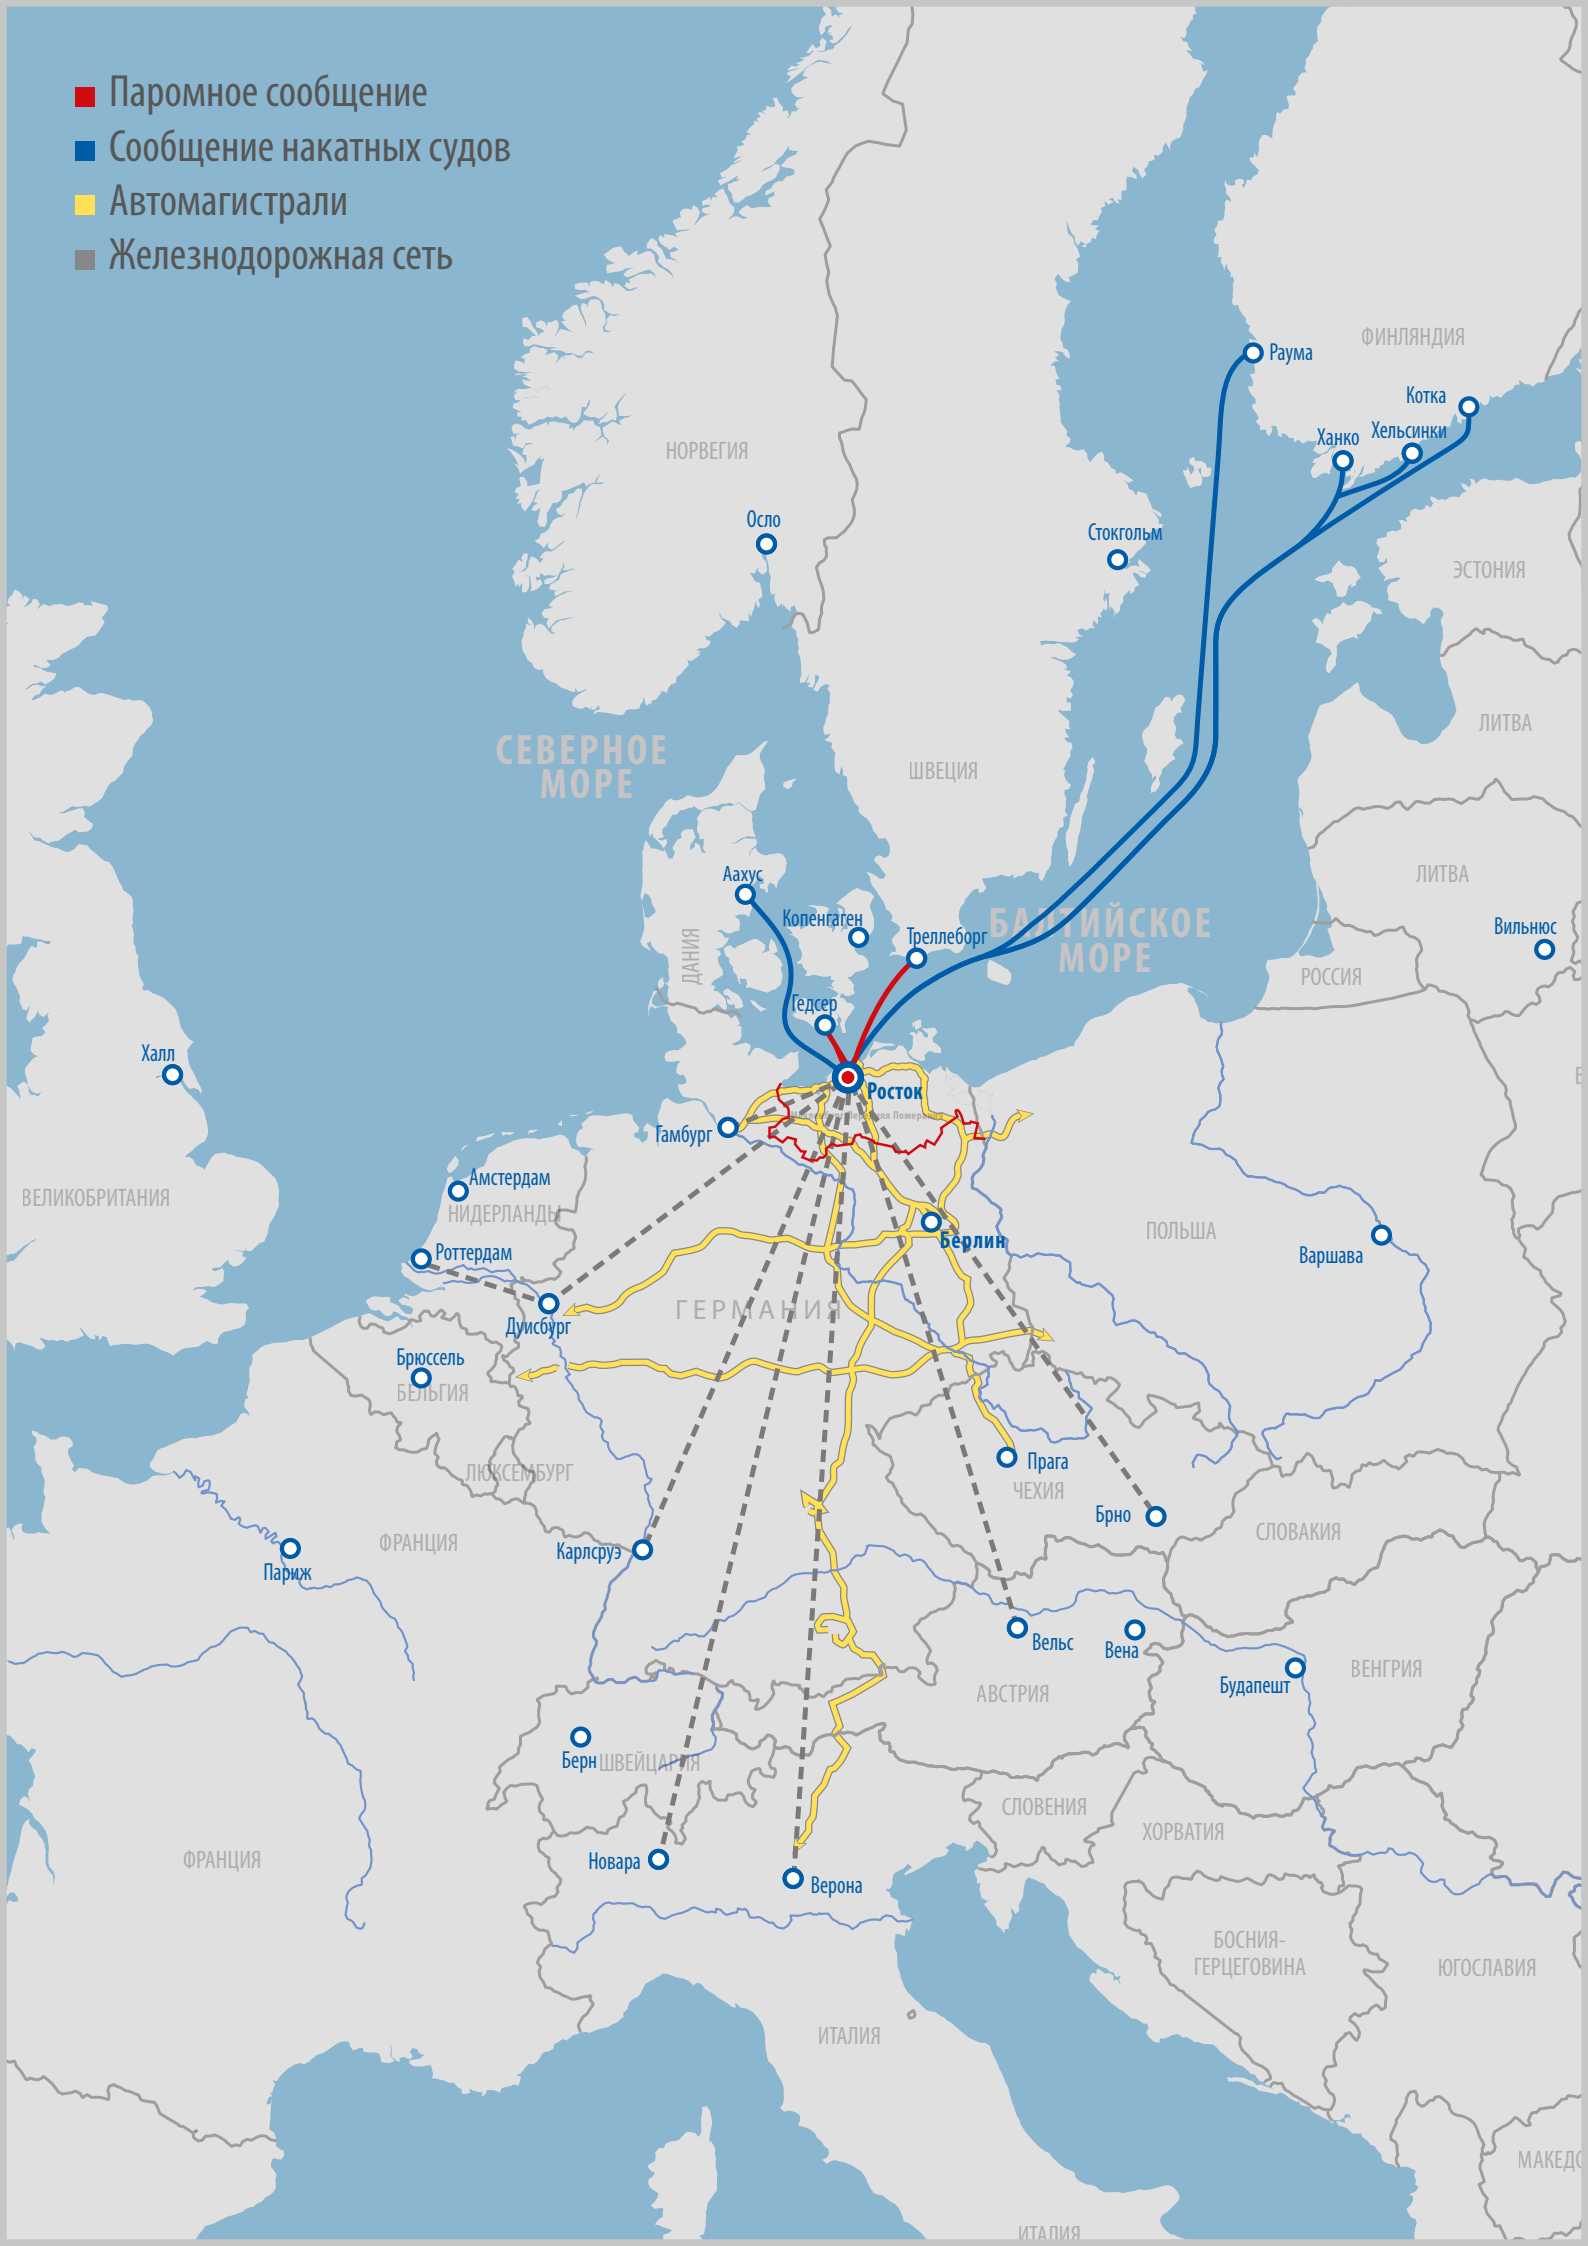 Паромное сообщение
Сообщение накатных судов
Автомагистрали
Железнодорожная сеть
ФИНЛЯНДИЯ
Раума
Котка
Ханко
Хельсинки
НОРВЕГИЯ
Осло
Стокгольм
ЭСТОНИЯ
ЛИТВА
СЕВЕРНОЕ
МОРЕ
ШВЕЦИЯ
Аахус
ЛИТВА
Копенгаген
Треллеборг
БАЛТИЙСКОЕ
МОРЕ
Вильнюс
ДАНИЯ
РОССИЯ
Гедсер
Халл
Росток
Гамбург
Амстердам
ВЕЛИКОБРИТАНИЯ
НИДЕРЛАНДЫ
ПОЛЬША
Берлин
Роттердам
Варшава
ГЕРМАНИЯ
Дуисбург
Брюссель
БЕЛЬГИЯ
Прага
ЛЮКСЕМБУРГ
ЧЕХИЯ
Брно
СЛОВАКИЯ
ФРАНЦИЯ
Карлсруэ
Париж
Вельс
Вена
ВЕНГРИЯ
Будапешт
АВСТРИЯ
Берн
ШВЕЙЦАРИЯ
СЛОВЕНИЯ
ХОРВАТИЯ
ФРАНЦИЯ
Новара
Верона
БОСНИЯ-
ГЕРЦЕГОВИНА
ЮГОСЛАВИЯ
ИТАЛИЯ
МАКЕДО
ИТАЛИЯ